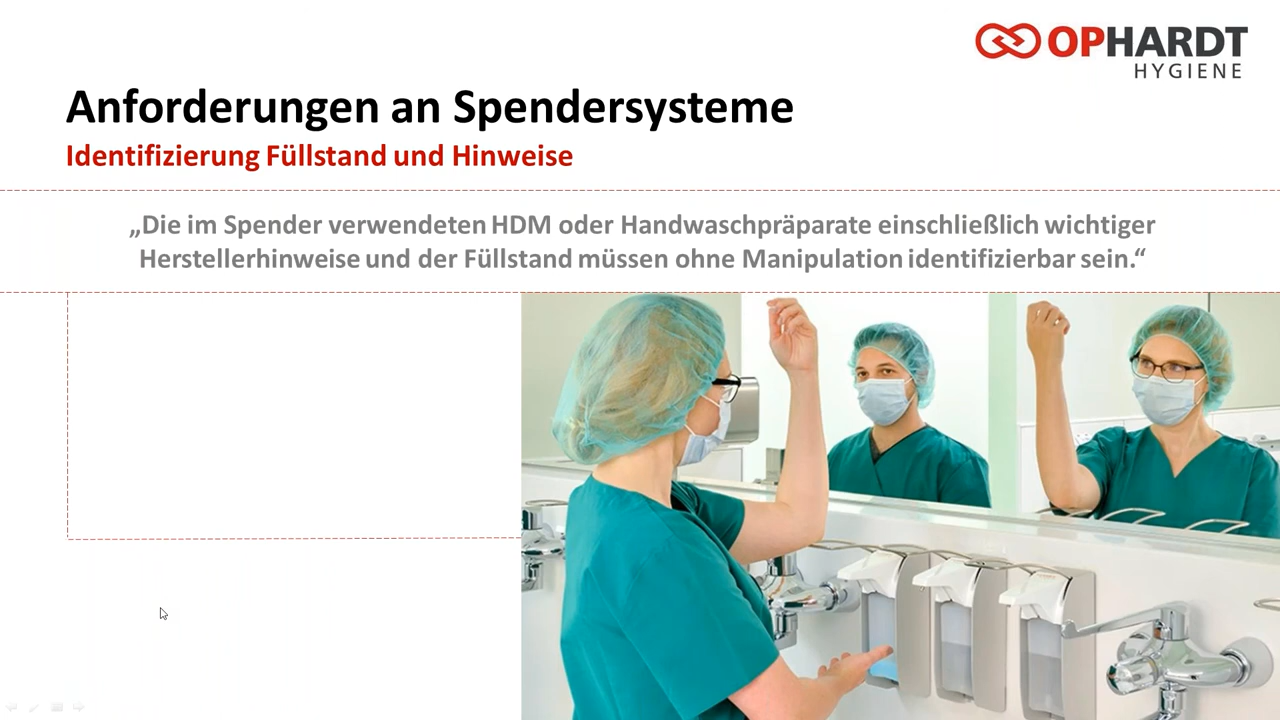 OPHARDT
HYGIENE
Anforderungen an Spendersysteme
Identifizierung Füllstand und Hinweise
„Die im Spender verwendeten HDM oder Handwaschpräparate einschließlich wichtiger
Herstellerhinweise und der Füllstand müssen ohne Manipulation identifizierbar sein.“